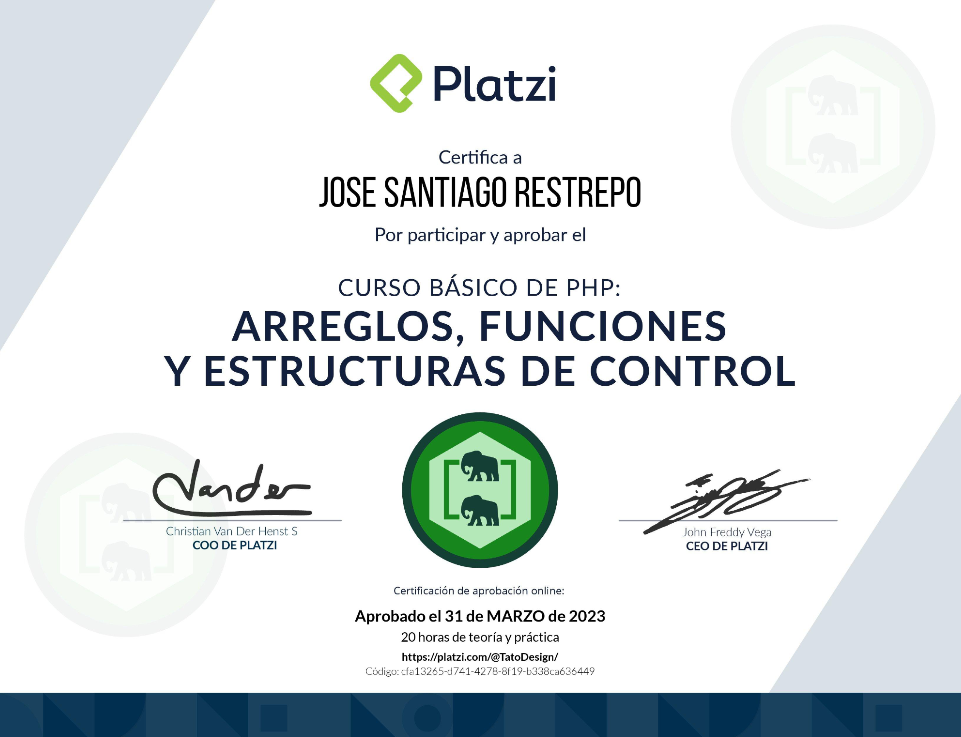 Platzi
Certifica a
JOSE SANTIAGO RESTREPO
Por participar y aprobar el
CURSO BÁSICO DE PHP:
ARREGLOS, FUNCIONES
Y ESTRUCTURAS DE CONTROL
Vander
Christian Van Der Henst S
COO DE PLATZI
John Freddy Vega
CEO DE PLATZI
Certificación de aprobación online:
Aprobado el 31 de MARZO de 2023
20 horas de teoría y práctica
https://platzi.com/@TatoDesign/
Código: cfa13265-d741-4278-8f19-b338ca636449